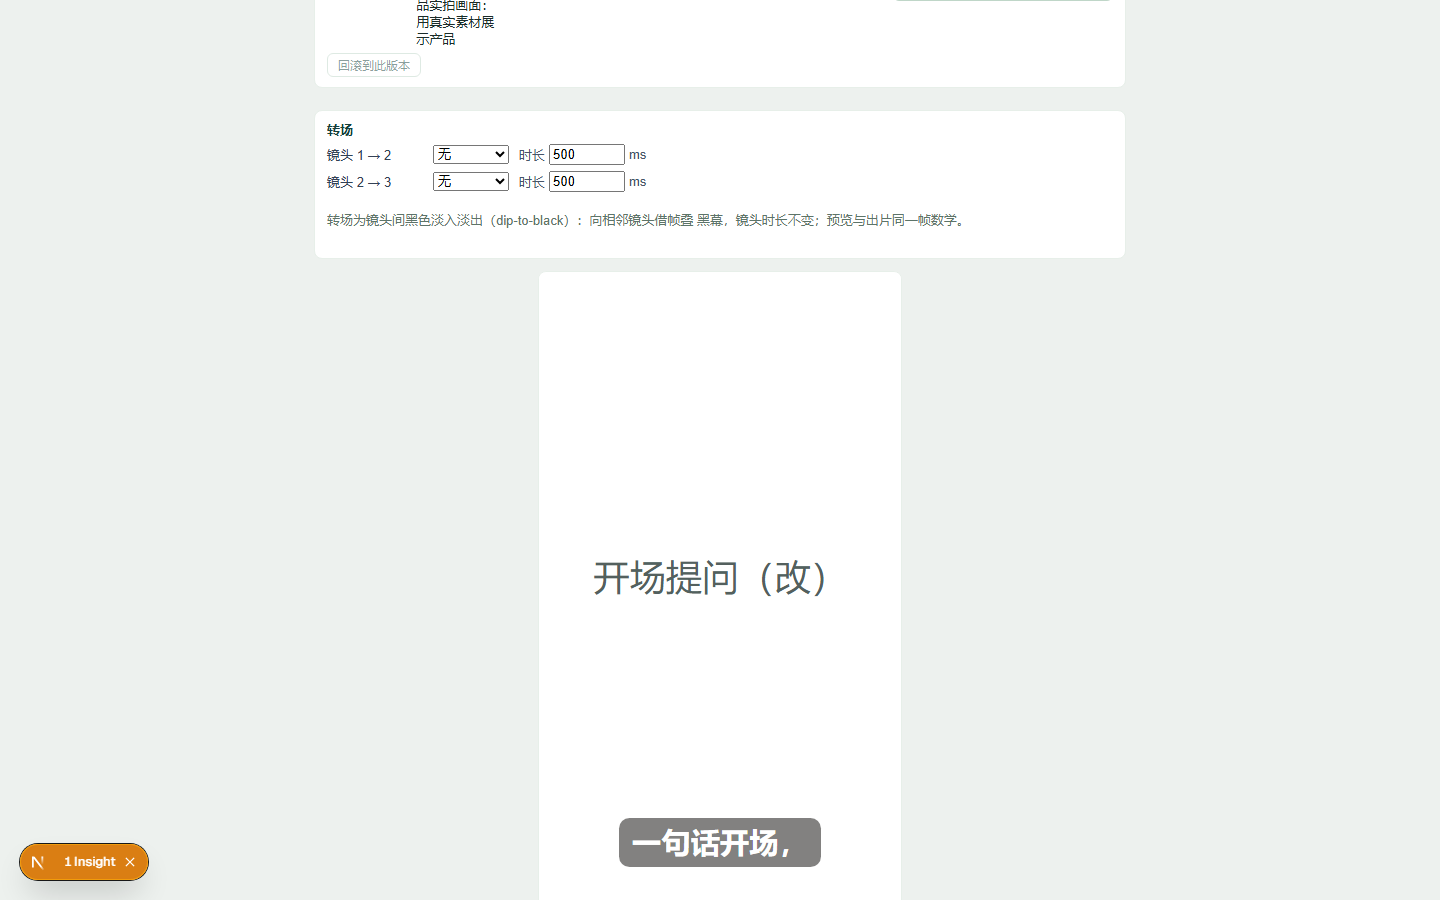 品实拍画面：
用真实素材展
示产品
回滚到此版本
转场
镜头 1 → 2 无 时长 500 ms
镜头 2 → 3 无 时长 500 ms
转场为镜头间黑色淡入淡出（dip-to-black）：向相邻镜头借帧叠 黑幕，镜头时长不变；预览与出片同一帧数学。
开场提问（改）
一句话开场，
1 Insight